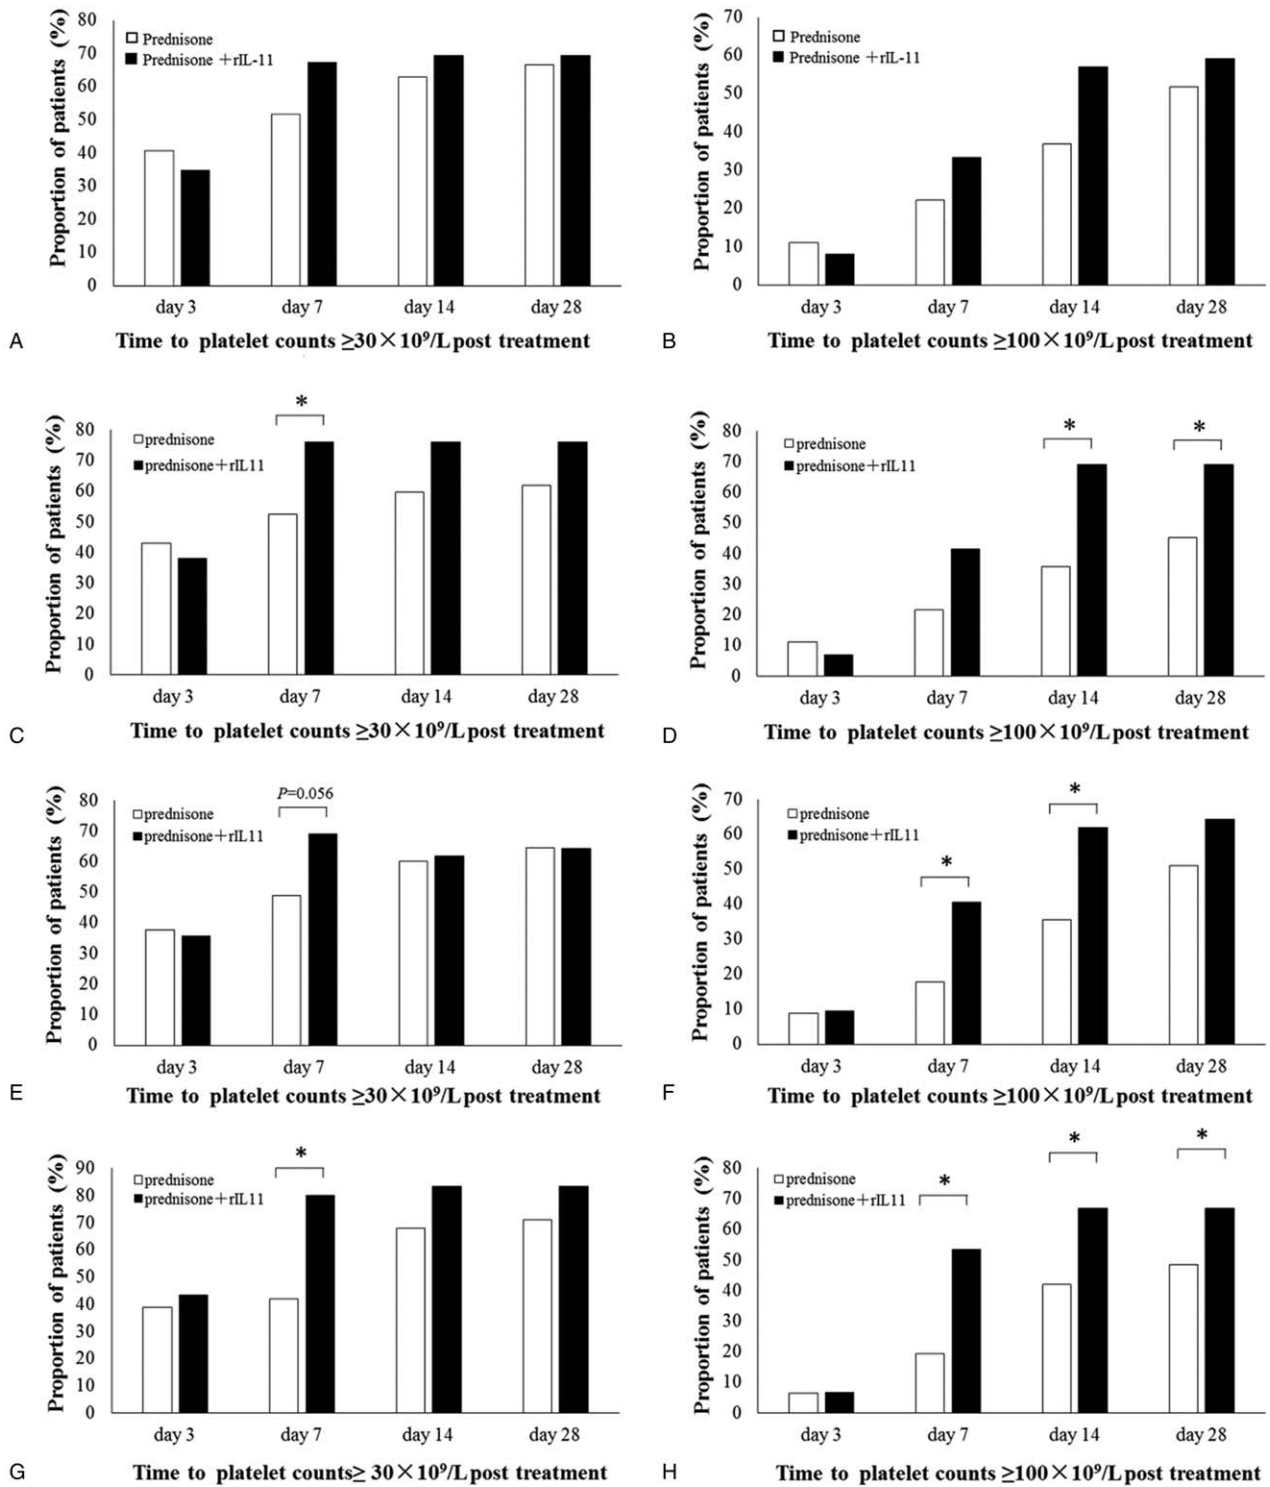 Proportion of patients (%)
80
70
60
50
40
30
20
10
0
Prednisone
Prednisone +rIL-11
day 3
day 7
day 14
day 28
A
Time to platelet counts ≥30×10⁹/L post treatment
Proportion of patients (%)
70
60
50
40
30
20
10
0
Prednisone
Prednisone +rIL-11
day 3
day 7
day 14
day 28
B
Time to platelet counts ≥100×10⁹/L post treatment
Proportion of patients (%)
80
70
60
50
40
30
20
10
0
prednisone
prednisone+rIL11
*
day 3
day 7
day 14
day 28
C
Time to platelet counts ≥30×10⁹/L post treatment
Proportion of patients (%)
80
70
60
50
40
30
20
10
0
prednisone
prednisone+rIL11
*
*
day 3
day 7
day 14
day 28
D
Time to platelet counts ≥100×10⁹/L post treatment
Proportion of patients (%)
80
70
60
50
40
30
20
10
0
prednisone
prednisone+rIL11
P=0.056
day 3
day 7
day 14
day 28
E
Time to platelet counts ≥30×10⁹/L post treatment
Proportion of patients (%)
70
60
50
40
30
20
10
0
prednisone
prednisone+rIL11
*
*
day 3
day 7
day 14
day 28
F
Time to platelet counts ≥100×10⁹/L post treatment
Proportion of patients (%)
90
80
70
60
50
40
30
20
10
0
prednisone
prednisone+rIL11
*
day 3
day 7
day 14
day 28
G
Time to platelet counts≥ 30×10⁹/L post treatment
Proportion of patients (%)
80
70
60
50
40
30
20
10
0
prednisone
prednisone+rIL11
*
*
*
day 3
day 7
day 14
day 28
H
Time to platelet counts ≥100×10⁹/L post treatment